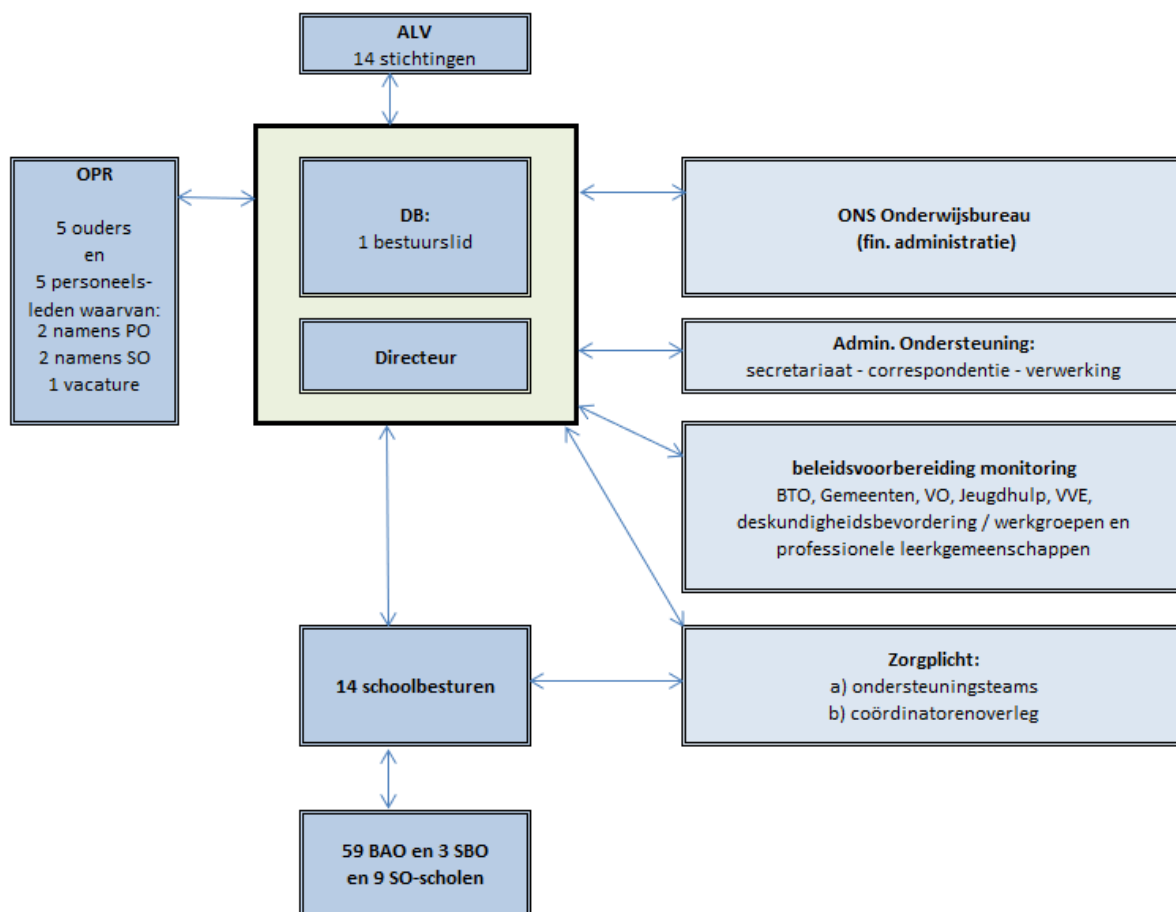 ALV
14 stichtingen
OPR
5 ouders
en
5 personeels-
leden waarvan:
2 namens PO
2 namens SO
1 vacature
DB:
1 bestuurslid
Directeur
ONS Onderwijsbureau
(fin. administratie)
Admin. Ondersteuning:
secretariaat - correspondentie - verwerking
beleidsvoorbereiding monitoring
BTO, Gemeenten, VO, Jeugdhulp, VVE,
deskundigheidsbevordering / werkgroepen en
professionele leerkgemeenschappen
14 schoolbesturen
Zorgplicht:
a) ondersteuningsteams
b) coördinatorenoverleg
59 BAO en 3 SBO
en 9 SO-scholen